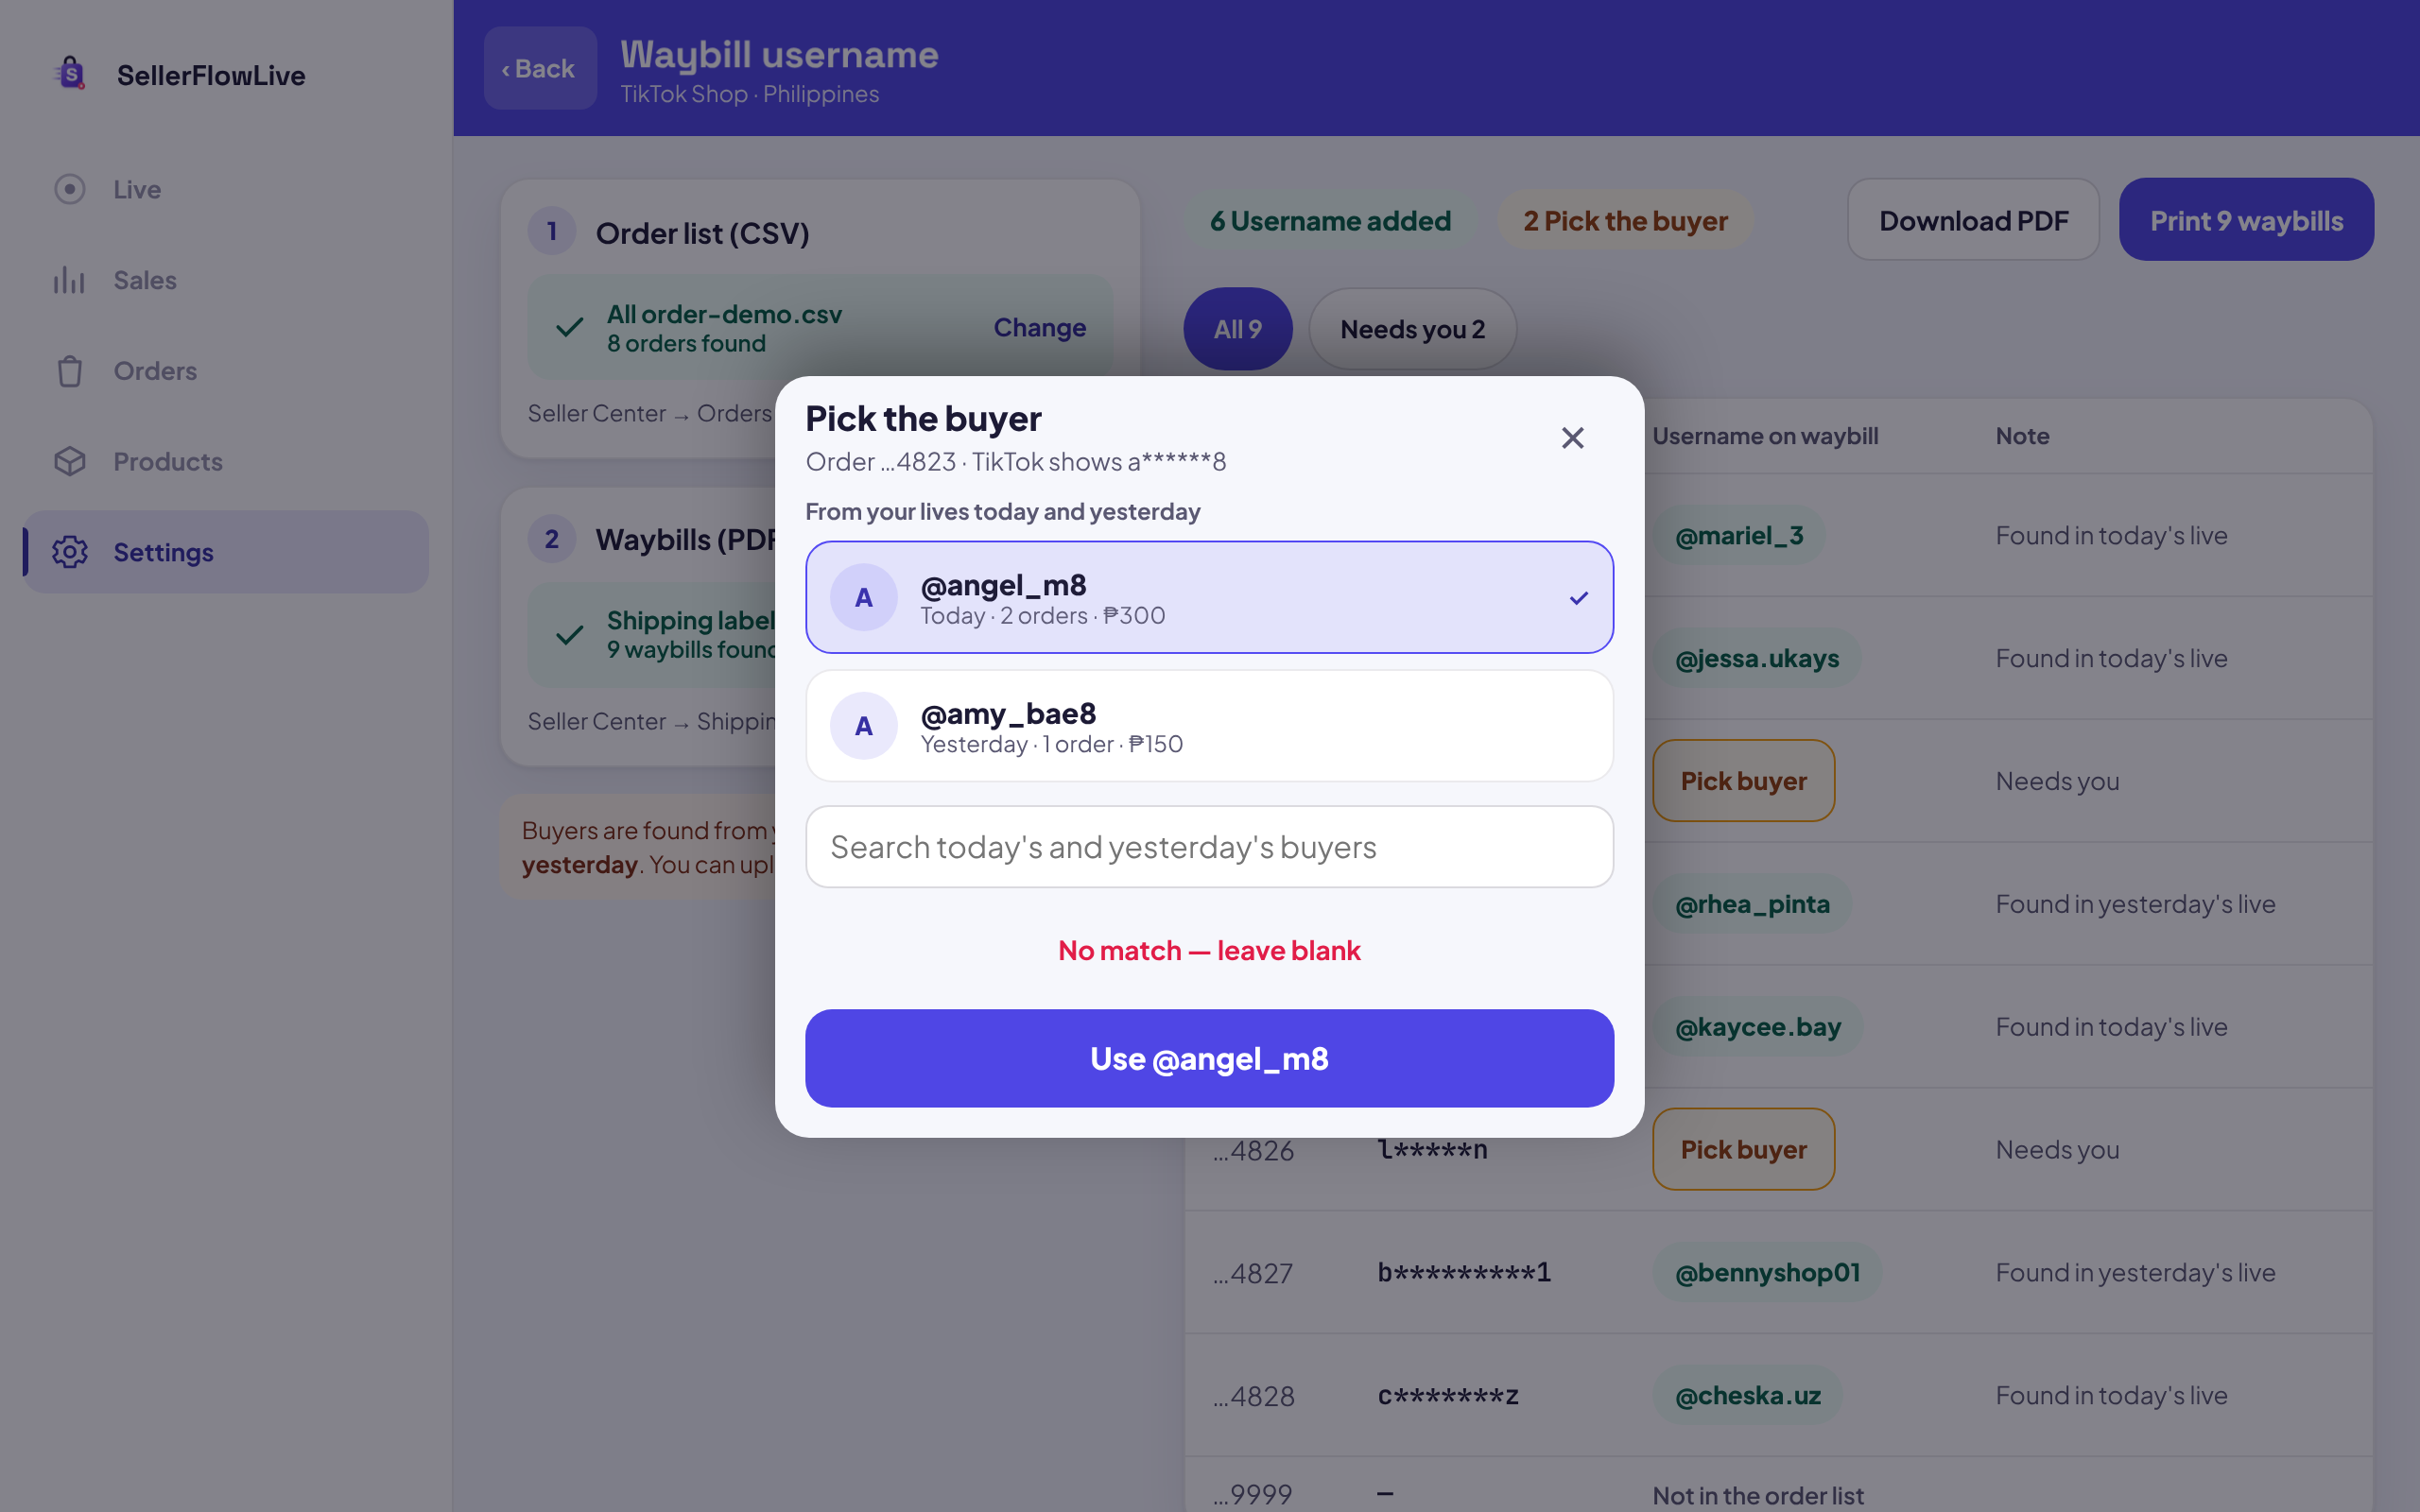 SellerFlowLive
Live
Sales
Orders
Products
Settings
‹ Back
Waybill username
TikTok Shop · Philippines
1
Order list (CSV)
All order-demo.csv
8 orders found
Change
Seller Center → Orders
2
Waybills (PDF
Shipping label
9 waybills found
Seller Center → Shippin
Buyers are found from y
yesterday. You can upl
6 Username added
2 Pick the buyer
Download PDF
Print 9 waybills
All 9
Needs you 2
Pick the buyer
Order ...4823 · TikTok shows a******8
From your lives today and yesterday
A
@angel_m8
Today · 2 orders · ₱300
A
@amy_bae8
Yesterday · 1 order · ₱150
Search today's and yesterday's buyers
No match — leave blank
Use @angel_m8
Username on waybill Note
@mariel_3 Found in today's live
@jessa.ukays Found in today's live
Pick buyer Needs you
@rhea_pinta Found in yesterday's live
@kaycee.bay Found in today's live
...4826 l*****n Pick buyer Needs you
...4827 b*********1 @bennyshop01 Found in yesterday's live
...4828 c*******z @cheska.uz Found in today's live
...9999 — Not in the order list